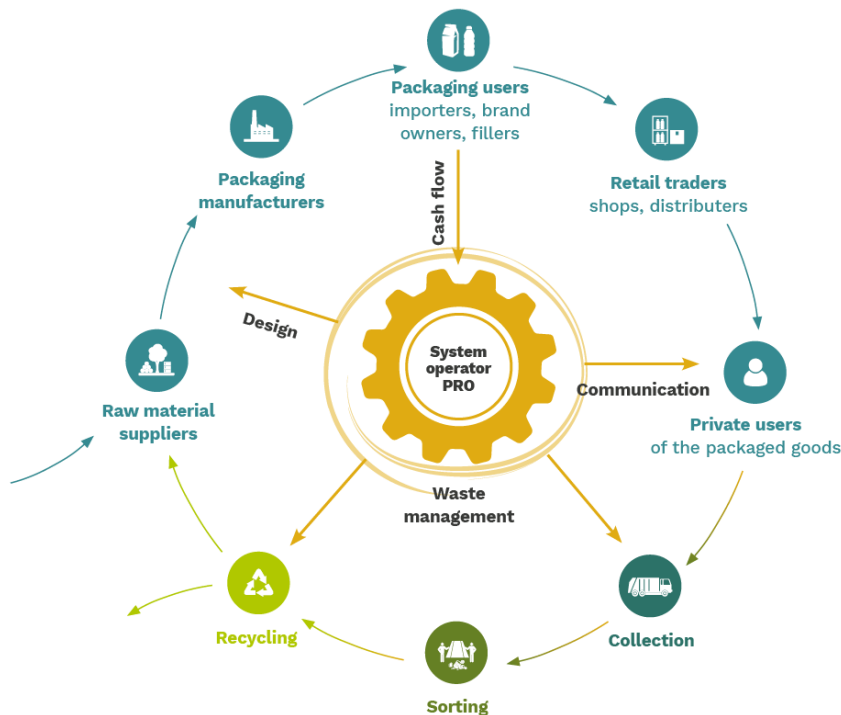 Packaging users
importers, brand
owners, fillers
Packaging
manufacturers
Retail traders
shops, distributers
Cash flow
Design
System
operator
PRO
Communication
Raw material
suppliers
Private users
of the packaged goods
Waste
management
Recycling
Collection
Sorting